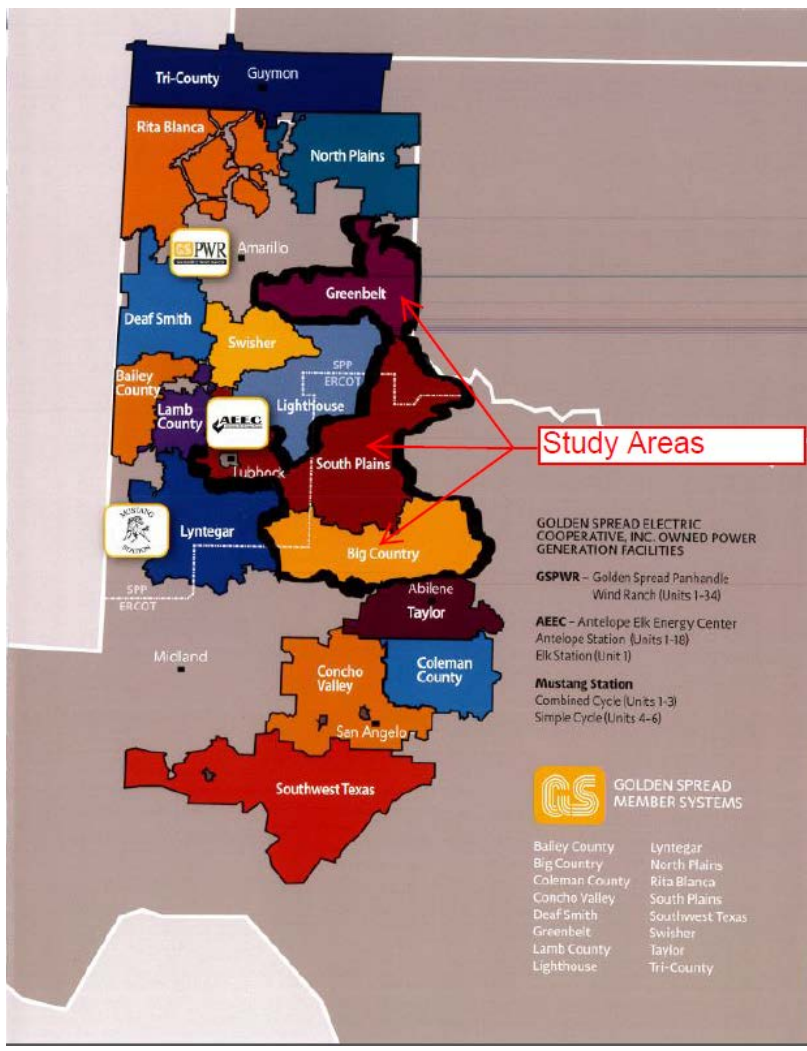 Tri-County
Guymon
Rita Blanca
North Plains
GSPWR
Amarillo
Greenbelt
Deaf Smith
Swisher
SPP
ERCOT
Bailey
County
Lighthouse
Lamb
County
AEEC
Study Areas
South Plains
Lubbock
MUSTANG
STATION
Lyntegar
Big Country
SPP
ERCOT
Abilene
Taylor
Midland
Coleman
County
Concho
Valley
San Angelo
Southwest Texas
GOLDEN SPREAD ELECTRIC
COOPERATIVE, INC. OWNED POWER
GENERATION FACILITIES
GSPWR – Golden Spread Panhandle
Wind Ranch (Units 1-34)
AEEC – Antelope Elk Energy Center
Antelope Station (Units 1-18)
Elk Station (Unit 1)
Mustang Station
Combined Cycle (Units 1-3)
Simple Cycle (Units 4-6)
GS
GOLDEN SPREAD
MEMBER SYSTEMS
Bailey County
Big Country
Coleman County
Concho Valley
Deaf Smith
Greenbelt
Lamb County
Lighthouse
Lyntegar
North Plains
Rita Blanca
South Plains
Southwest Texas
Swisher
Taylor
Tri-County